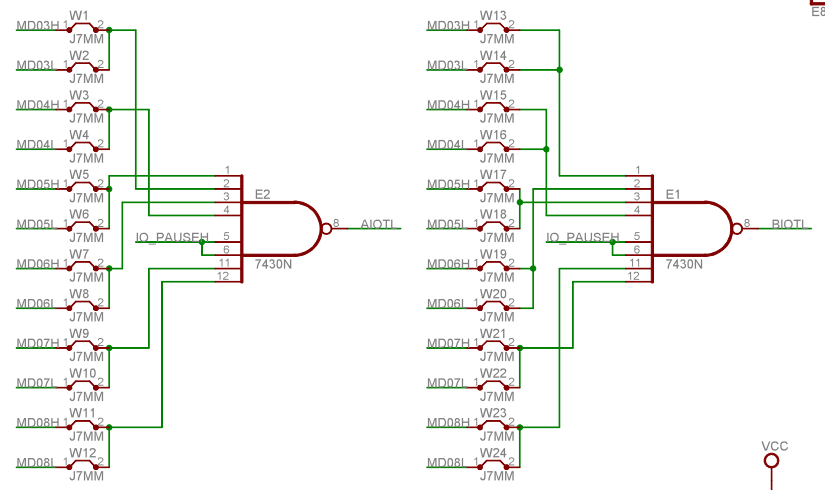 E8
W1
MD03H 1 2
J7MM
W2
MD03L 1 2
J7MM
W3
MD04H 1 2
J7MM
W4
MD04L 1 2
J7MM
W5
MD05H 1 2
J7MM
W6
MD05L 1 2
J7MM
W7
MD06H 1 2
J7MM
W8
MD06L 1 2
J7MM
W9
MD07H 1 2
J7MM
W10
MD07L 1 2
J7MM
W11
MD08H 1 2
J7MM
W12
MD08L 1 2
J7MM
1
2
3
4
IO_PAUSEH 5
6
11
12
E2
7430N
8 AIOTL
W13
MD03H 1 2
J7MM
W14
MD03L 1 2
J7MM
W15
MD04H 1 2
J7MM
W16
MD04L 1 2
J7MM
W17
MD05H 1 2
J7MM
W18
MD05L 1 2
J7MM
W19
MD06H 1 2
J7MM
W20
MD06L 1 2
J7MM
W21
MD07H 1 2
J7MM
W22
MD07L 1 2
J7MM
W23
MD08H 1 2
J7MM
W24
MD08L 1 2
J7MM
1
2
3
4
IO_PAUSEH 5
6
11
12
E1
7430N
8 BIOTL
VCC